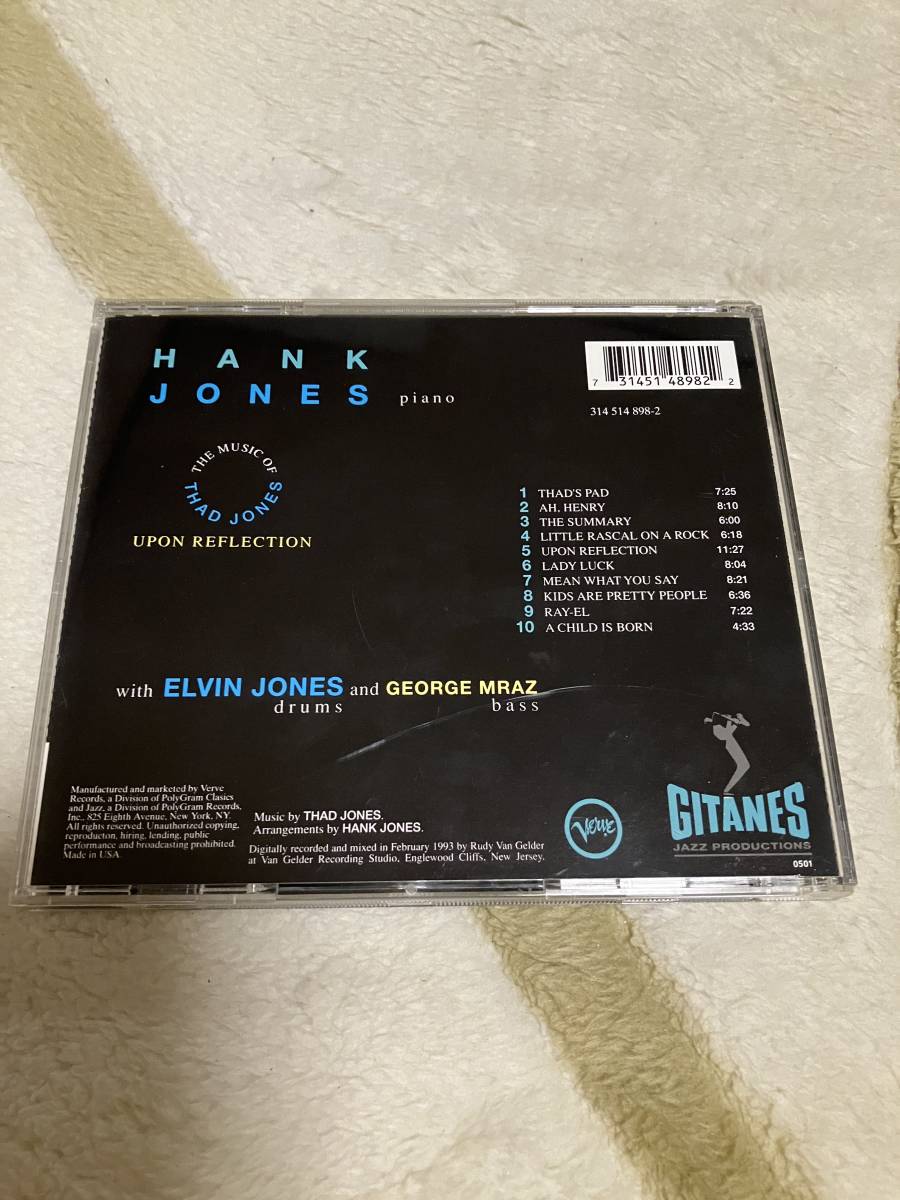 HANK
JONES piano
7 31451 48982 2
314 514 898-2
THE MUSIC OF
THAD JONES
UPON REFLECTION
1 THAD'S PAD 7:25
2 AH, HENRY 8:10
3 THE SUMMARY 6:00
4 LITTLE RASCAL ON A ROCK 6:18
5 UPON REFLECTION 11:27
6 LADY LUCK 8:04
7 MEAN WHAT YOU SAY 8:21
8 KIDS ARE PRETTY PEOPLE 6:36
9 RAY-EL 7:22
10 A CHILD IS BORN 4:33
with ELVIN JONES and GEORGE MRAZ
drums bass
Manufactured and marketed by Verve
Records, a Division of PolyGram Clasics
and Jazz, a Division of PolyGram Records,
Inc., 825 Eighth Avenue, New York, NY.
All rights reserved. Unauthorized copying,
reproduction, hiring, lending, public
performance and broadcasting prohibited.
Made in USA.
Music by THAD JONES.
Arrangements by HANK JONES.
Digitally recorded and mixed in February 1993 by Rudy Van Gelder
at Van Gelder Recording Studio, Englewood Cliffs, New Jersey.
Verve
GITANES
JAZZ PRODUCTIONS
0501